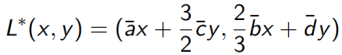 L*(x, y) = (āx + 3/2 c̄y, 2/3 b̄x + d̄y)